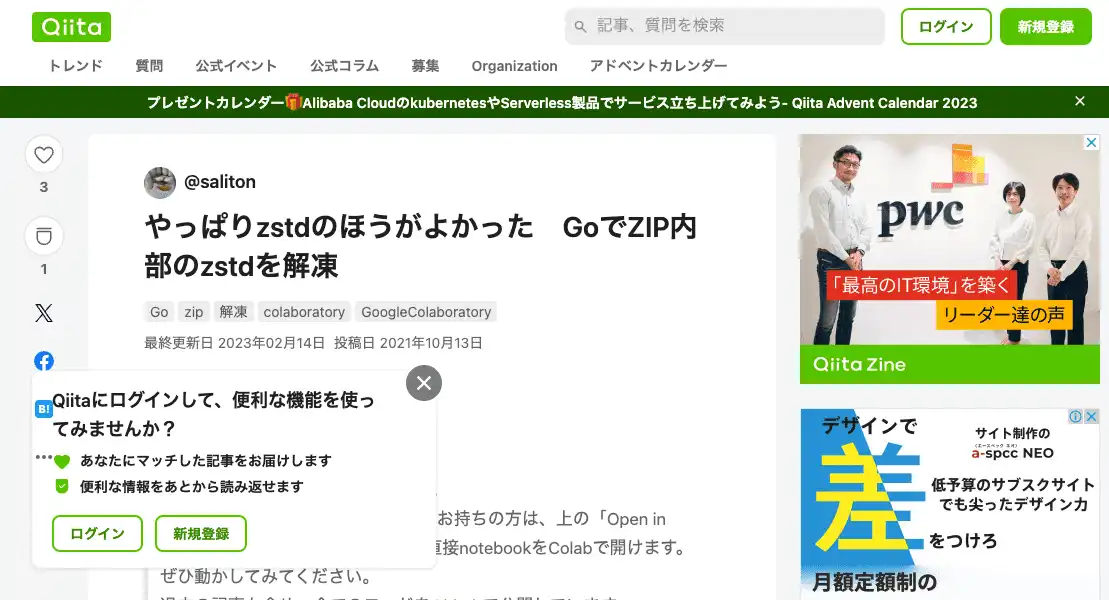 Qiita
記事、質問を検索
ログイン
新規登録
トレンド 質問 公式イベント 公式コラム 募集 Organization アドベントカレンダー
プレゼントカレンダー🎁Alibaba CloudのkubernetesやServerless製品でサービス立ち上げてみよう- Qiita Advent Calendar 2023
3
1
@saliton
やっぱりzstdのほうがよかった　GoでZIP内
部のzstdを解凍
Go zip 解凍 colaboratory GoogleColaboratory
最終更新日 2023年02月14日 投稿日 2021年10月13日
B!
Qiitaにログインして、便利な機能を使っ
てみませんか？
あなたにマッチした記事をお届けします
便利な情報をあとから読み返せます
ログイン
新規登録
お持ちの方は、上の「Open in
直接notebookをColabで開けます。
ぜひ動かしてみてください。
pwc
「最高のIT環境」を築く
リーダー達の声
Qiita Zine
デザインで
差
をつけろ
サイト制作の
a-spcc NEO
低予算のサブスクサイト
でも尖ったデザイン力
月額定額制の